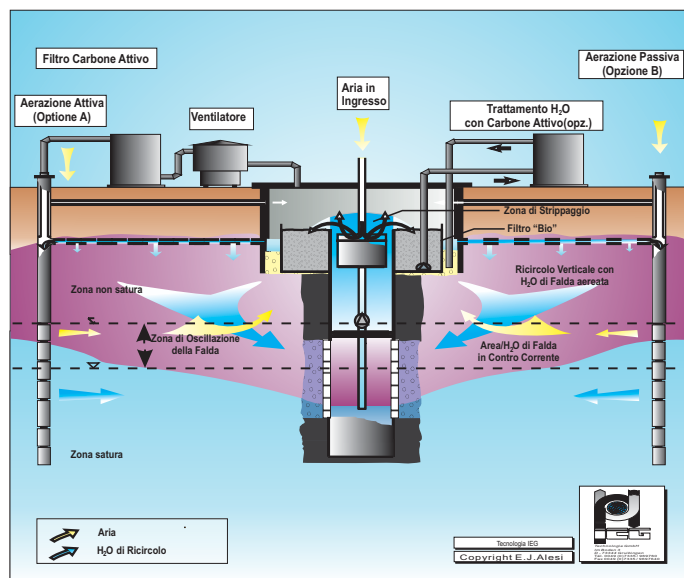 Filtro Carbone Attivo
Aerazione Passiva
(Opzione B)
Aerazione Attiva
(Optione A)
Ventilatore
Aria in
Ingresso
Trattamento H₂O
con Carbone Attivo(opz.)
Zona di Strippaggio
Filtro "Bio"
Ricircolo Verticale con
H₂O di Falda aereata
Zona non satura
Zona di Oscillazione
della Falda
Area/H₂O di Falda
in Contro Corrente
Zona satura
Aria
H₂O di Ricircolo
Tecnologia IEG
Copyright E.J.Alesi